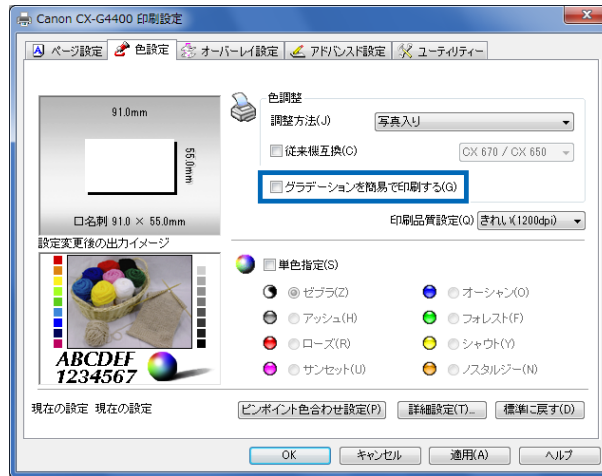 Canon CX-G4400 印刷設定
ページ設定 色設定 オーバーレイ設定 アドバンスド設定 ユーティリティー
91.0mm
55.0mm
口名刺 91.0 × 55.0mm
色調整
調整方法(J) 写真入り
従来機互換(C) CX 670 / CX 650
グラデーションを簡易で印刷する(G)
印刷品質設定(Q) きれい(1200dpi)
設定変更後の出力イメージ
ABCDEF
1234567
単色指定(S)
ゼブラ(Z) オーシャン(O)
アッシュ(H) フォレスト(F)
ローズ(R) シャウト(Y)
サンセット(U) ノスタルジー(N)
現在の設定 現在の設定
ピンポイント色合わせ設定(P) 詳細設定(T)... 標準に戻す(D)
OK キャンセル 適用(A) ヘルプ